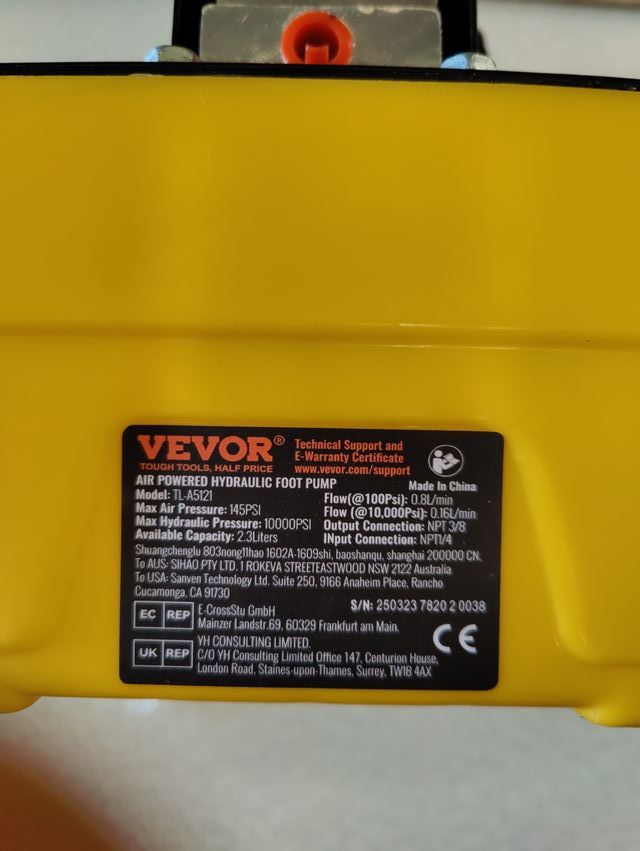 VEVOR®
TOUGH TOOLS, HALF PRICE
Technical Support and
E-Warranty Certificate
www.vevor.com/support
AIR POWERED HYDRAULIC FOOT PUMP
Made In China
Model: TL-A5121
Max Air Pressure: 145PSI
Max Hydraulic Pressure: 10000PSI
Available Capacity: 2.3Liters
Flow(@100Psi): 0.8L/min
Flow (@10,000Psi): 0.16L/min
Output Connection: NPT 3/8
INput Connection: NPT1/4
Shuangchenglu 803nong11hao 1602A-1609shi, baoshanqu, shanghai 200000 CN.
To AUS: SIHAO PTY LTD. 1 ROKEVA STREETEASTWOOD NSW 2122 Australia
To USA: Sanven Technology Ltd. Suite 250, 9166 Anaheim Place, Rancho
Cucamonga, CA 91730
S/N: 250323 7820 2 0038
EC REP
E-CrossStu GmbH
Mainzer Landstr.69, 60329 Frankfurt am Main.
UK REP
YH CONSULTING LIMITED.
C/O YH Consulting Limited Office 147, Centurion House,
London Road, Staines-upon-Thames, Surrey, TW18 4AX
CE